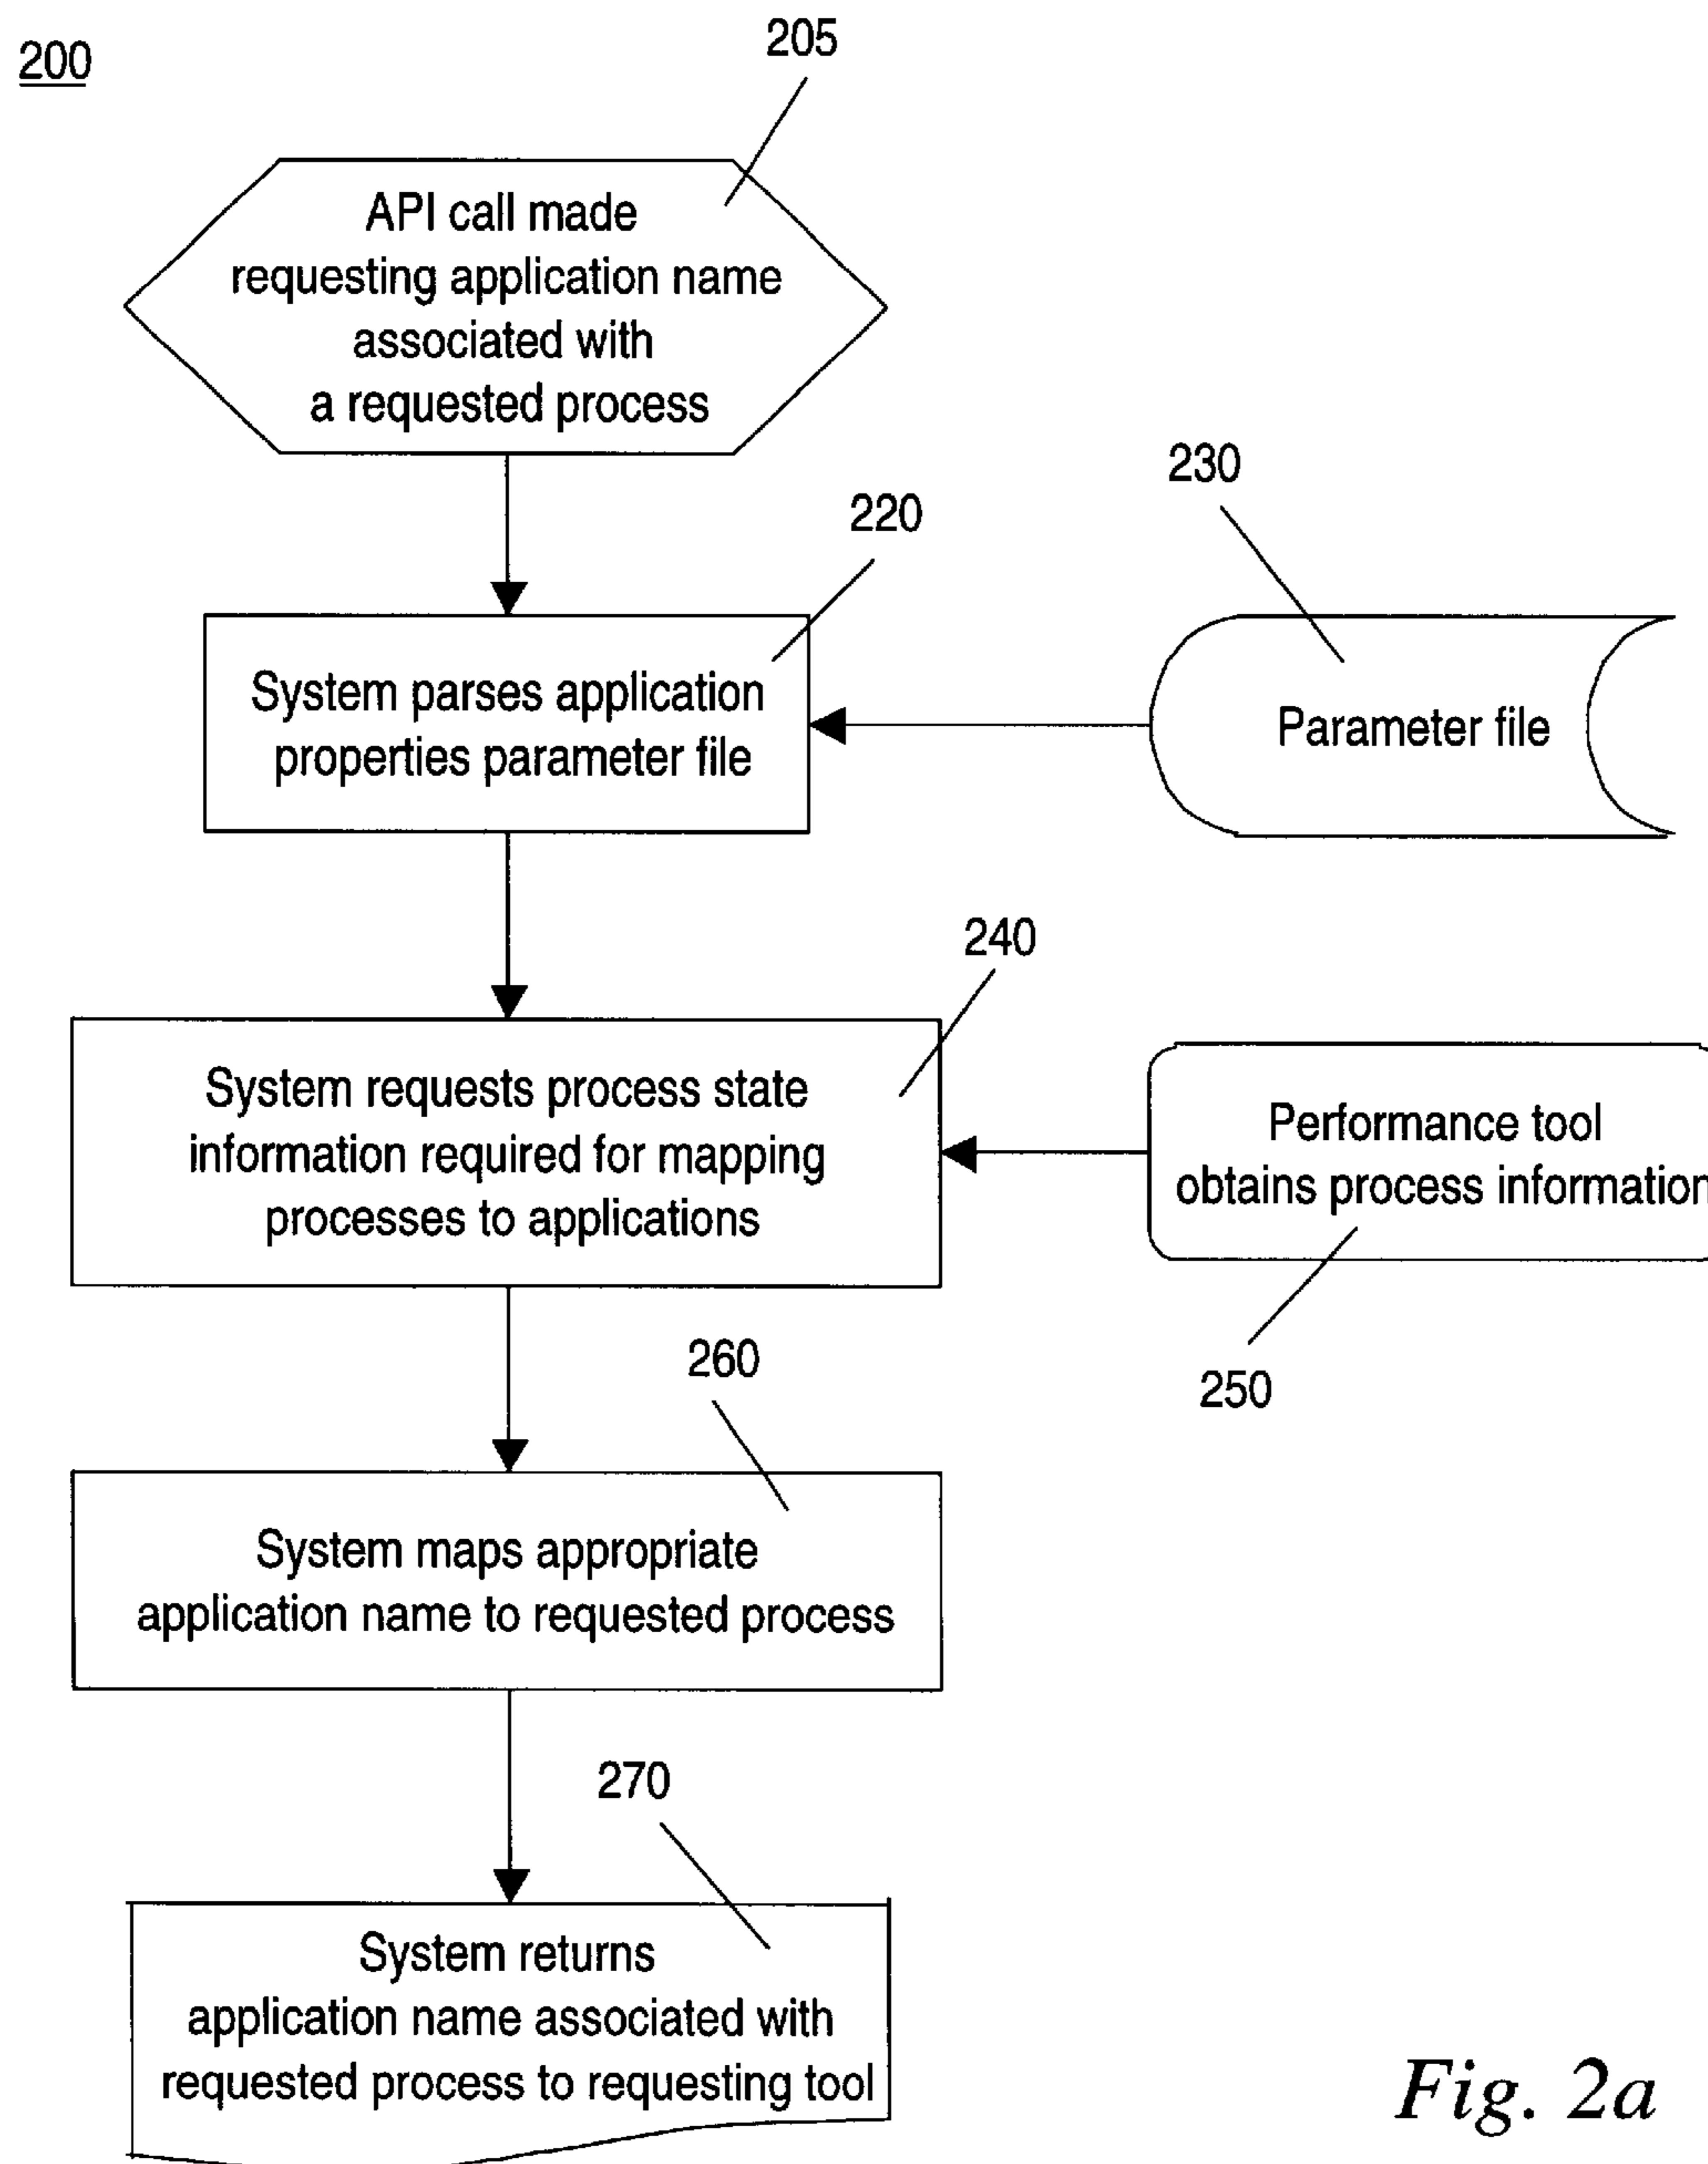 200
205
API call made
requesting application name
associated with
a requested process
220
230
System parses application
properties parameter file
Parameter file
240
System requests process state
information required for mapping
processes to applications
Performance tool
obtains process information
250
260
System maps appropriate
application name to requested process
270
System returns
application name associated with
requested process to requesting tool
Fig. 2a